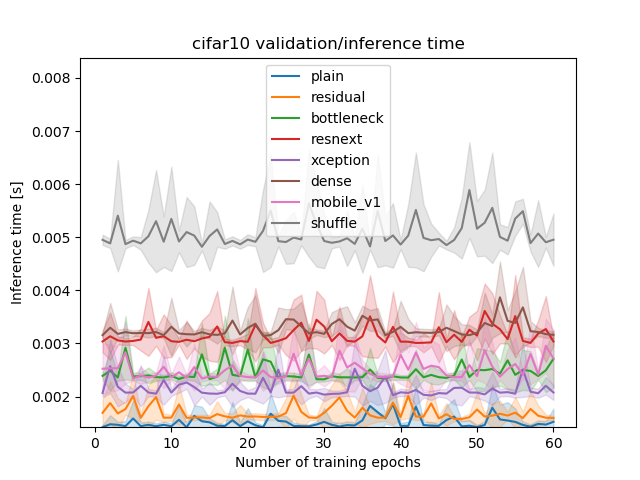 cifar10 validation/inference time
0.008
0.007
0.006
0.005
0.004
0.003
0.002
Inference time [s]
plain
residual
bottleneck
resnext
xception
dense
mobile_v1
shuffle
0 10 20 30 40 50 60
Number of training epochs